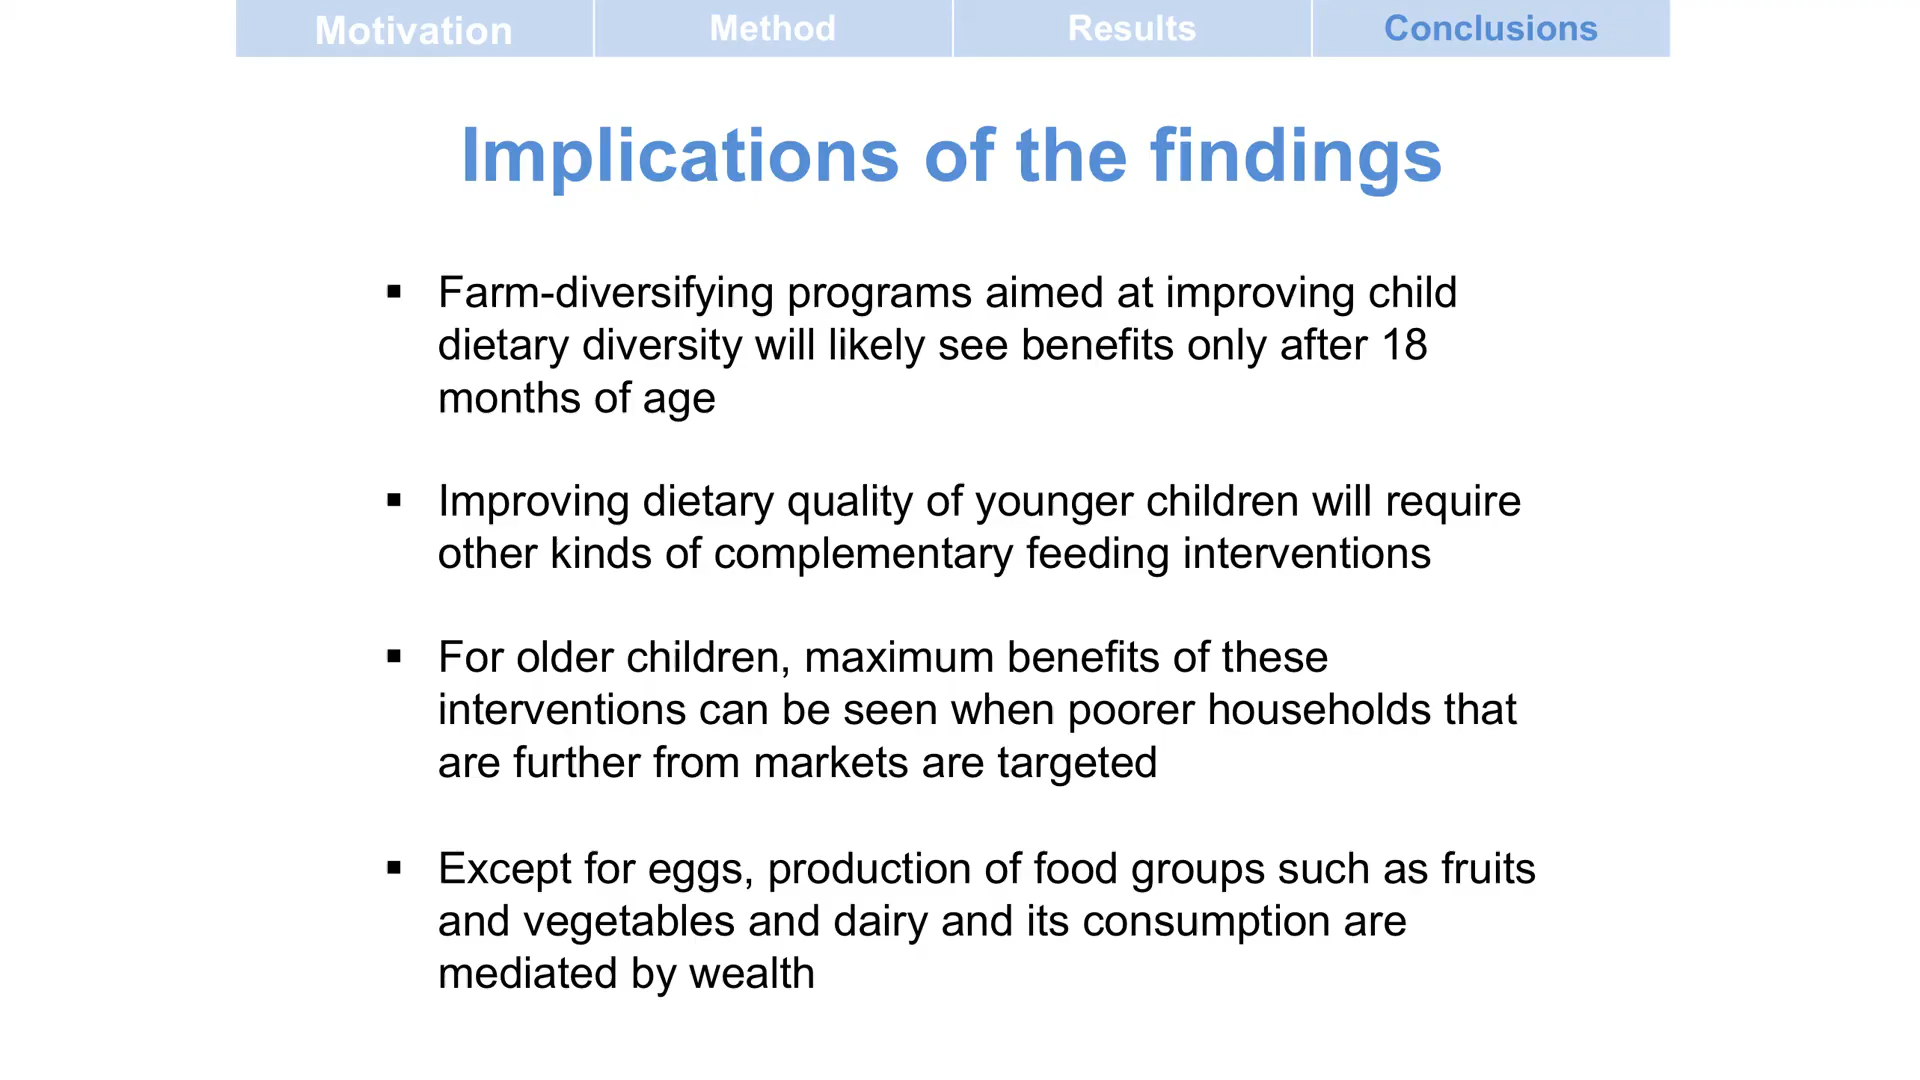 Motivation
Method
Results
Conclusions
Implications of the findings
▪ Farm-diversifying programs aimed at improving child
dietary diversity will likely see benefits only after 18
months of age
▪ Improving dietary quality of younger children will require
other kinds of complementary feeding interventions
▪ For older children, maximum benefits of these
interventions can be seen when poorer households that
are further from markets are targeted
▪ Except for eggs, production of food groups such as fruits
and vegetables and dairy and its consumption are
mediated by wealth